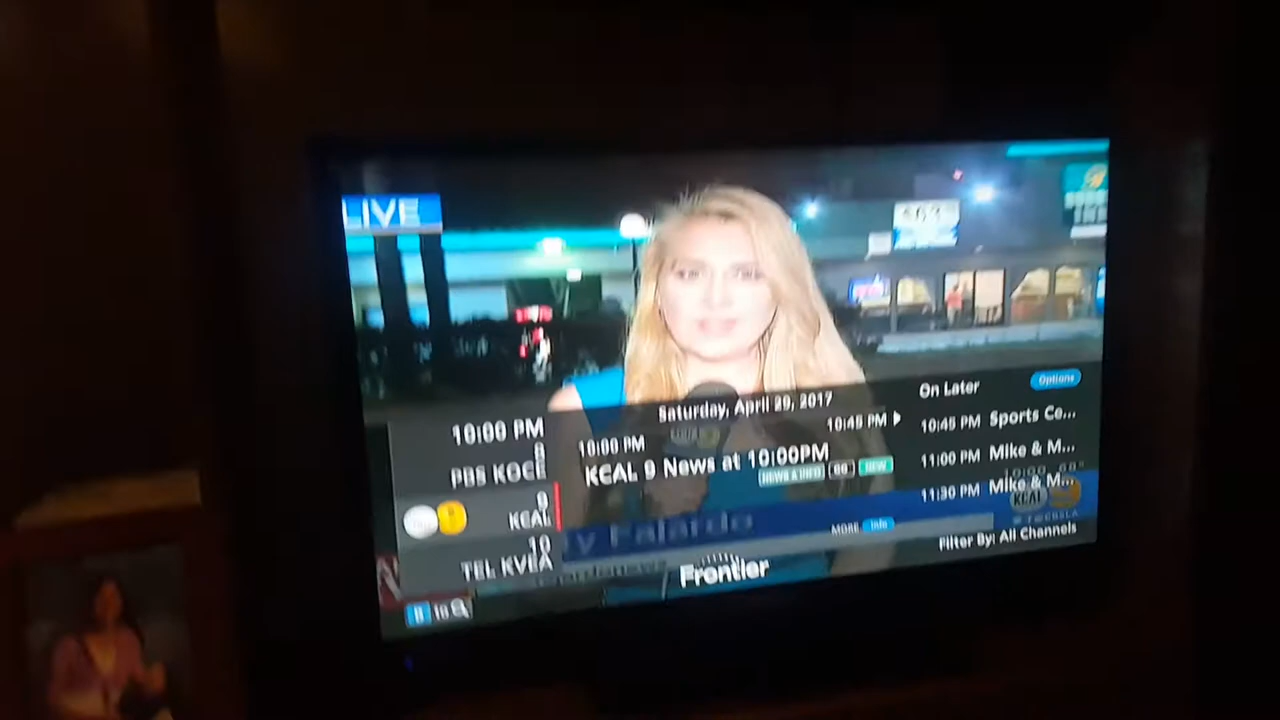 LIVE
Saturday, April 29, 2017
On Later
Options
10:00 PM
10:00 PM
10:45 PM
10:45 PM Sports Ce...
8
PBS KOCE
KCAL 9 News at 10:00PM
NEWS & INFO
NEW
11:00 PM Mike & M...
9
KCAL
11:30 PM Mike & M...
KCAL
10
TEL KVEA
MORE Info
Filter By: All Channels
Frontier